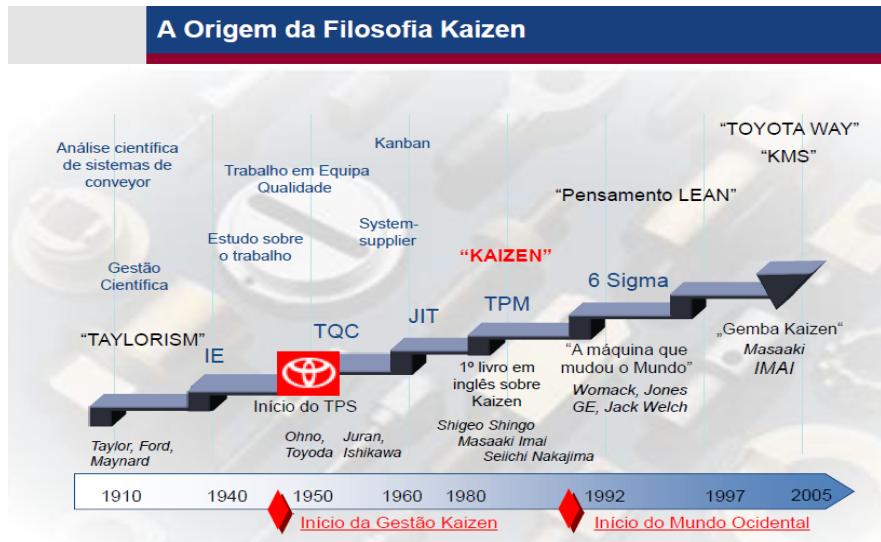 A Origem da Filosofia Kaizen
“TOYOTA WAY”
“KMS”
Análise científica
de sistemas de
conveyor
Kanban
Trabalho em Equipa
Qualidade
“Pensamento LEAN”
Estudo sobre
o trabalho
System-
supplier
“KAIZEN”
Gestão
Científica
6 Sigma
TPM
JIT
TQC
“TAYLORISM”
IE
Início do TPS
1º livro em
inglês sobre
Kaizen
“A máquina que
mudou o Mundo”
Womack, Jones
GE, Jack Welch
„Gemba Kaizen“
Masaaki
IMAI
Taylor, Ford,
Maynard
Ohno,
Toyoda
Juran,
Ishikawa
Shigeo Shingo
Masaaki Imai
Seiichi Nakajima
1910 1940 1950 1960 1980 1992 1997 2005
Início da Gestão Kaizen
Início do Mundo Ocidental